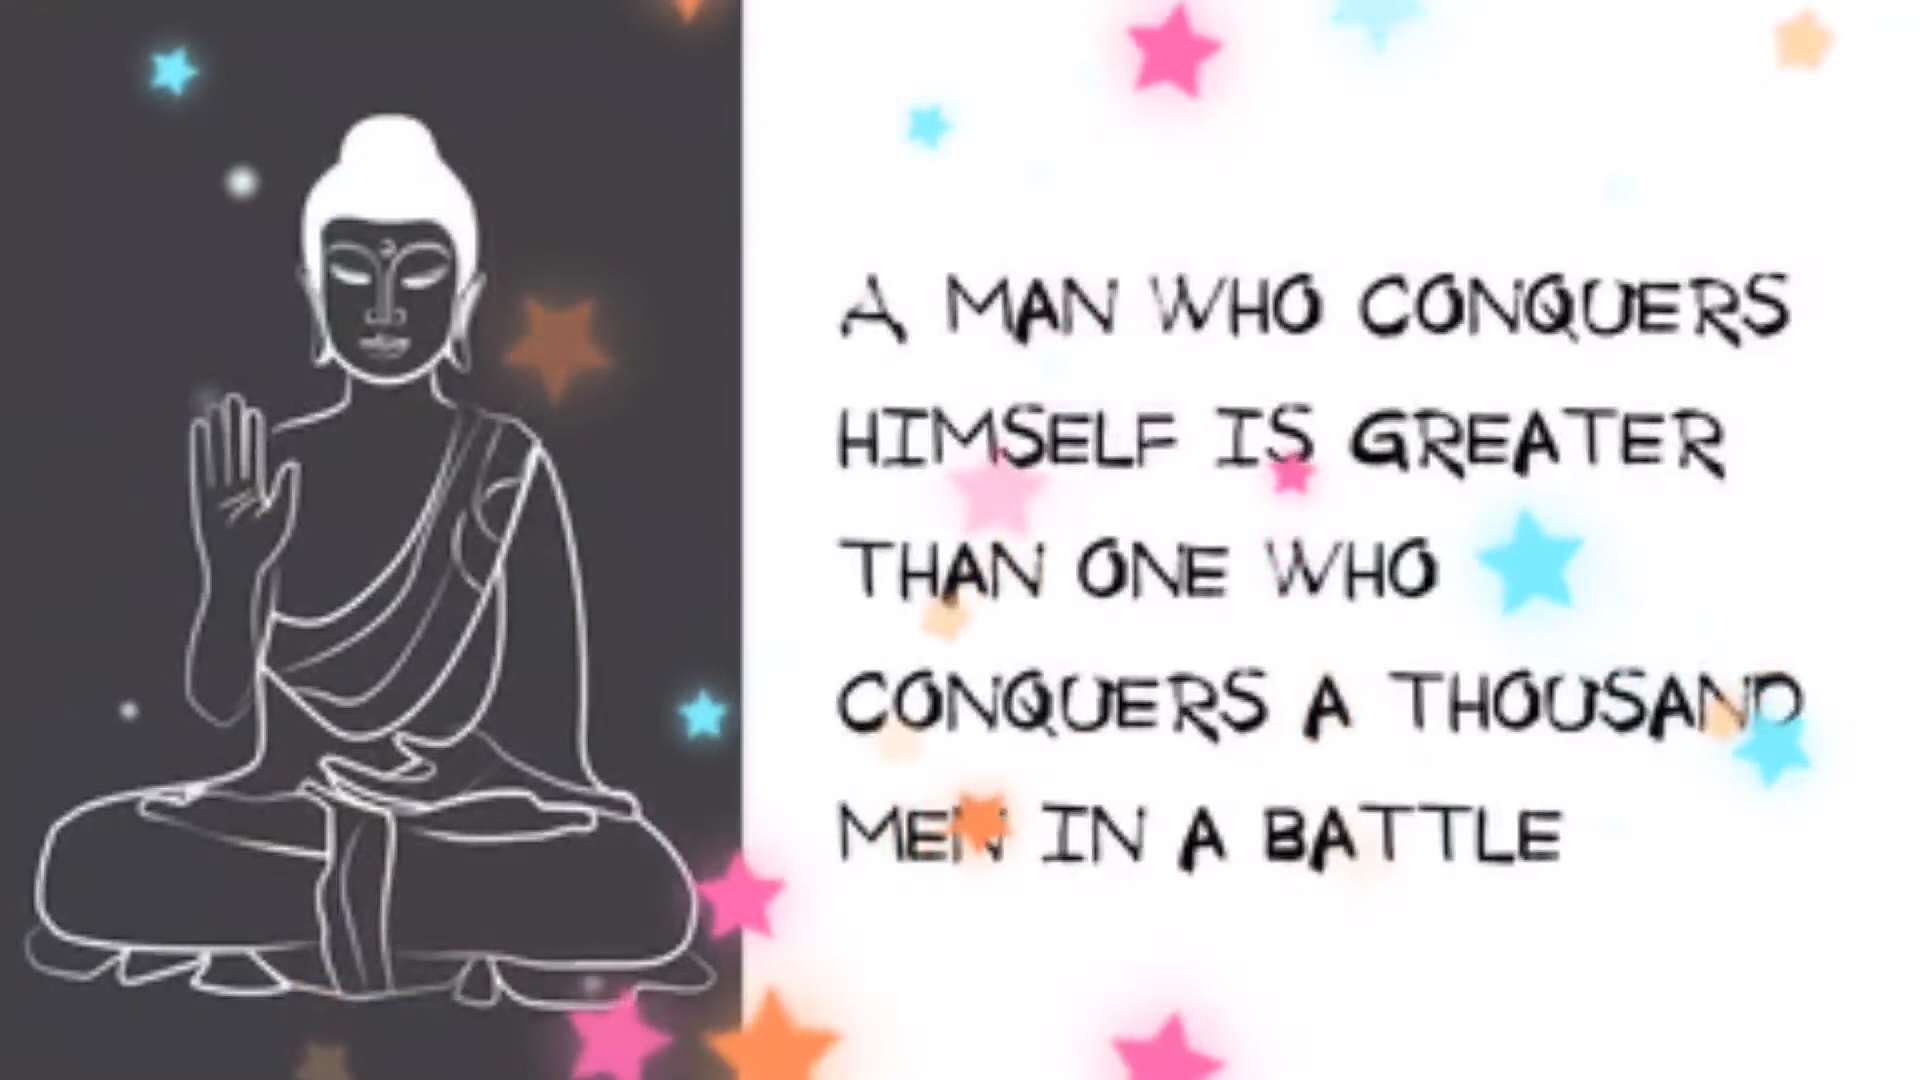 A MAN WHO CONQUERS
HIMSELF IS GREATER
THAN ONE WHO
CONQUERS A THOUSAND
MEN IN A BATTLE